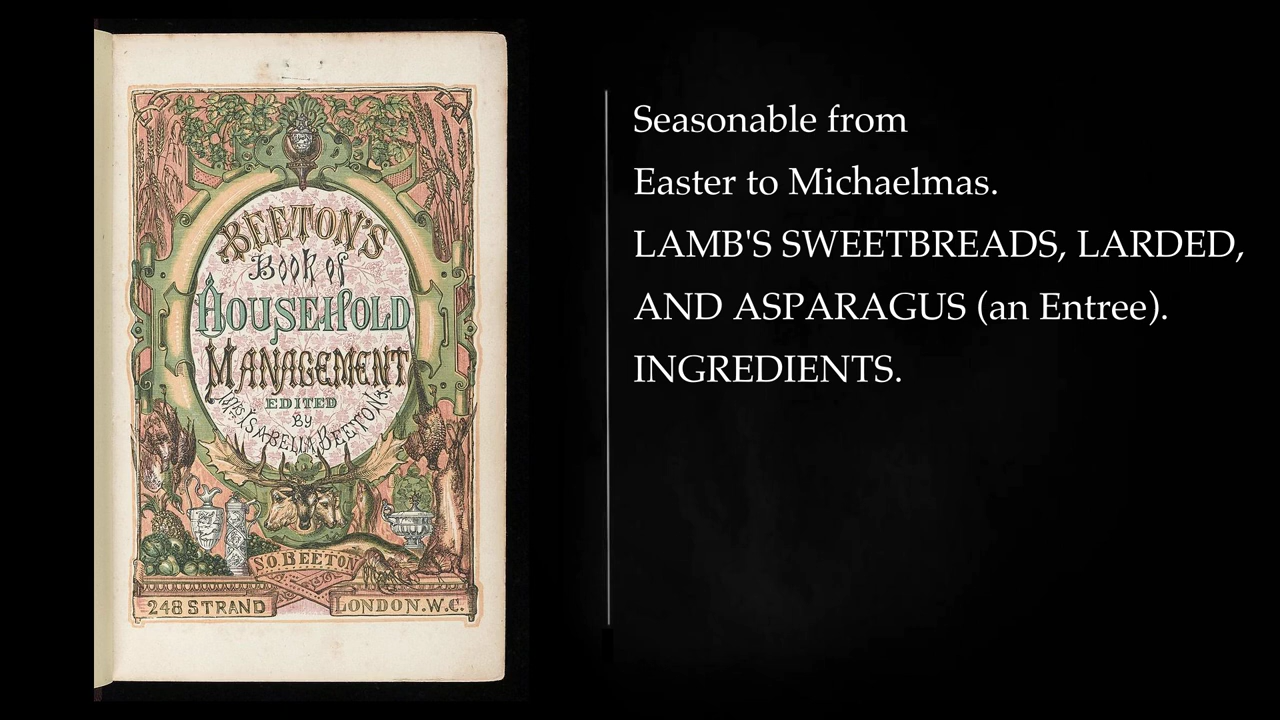 BEETON'S
Book of
HOUSEHOLD
MANAGEMENT
EDITED
BY
MRS ISABELLA BEETON
S.O. BEETON
248 STRAND
LONDON. W.C.
Seasonable from
Easter to Michaelmas.
LAMB'S SWEETBREADS, LARDED,
AND ASPARAGUS (an Entree).
INGREDIENTS.